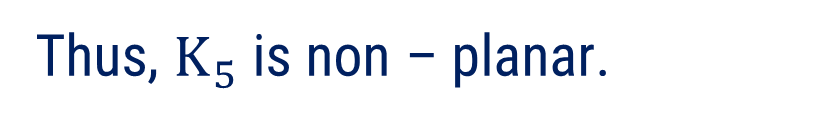 Thus, K₅ is non – planar.